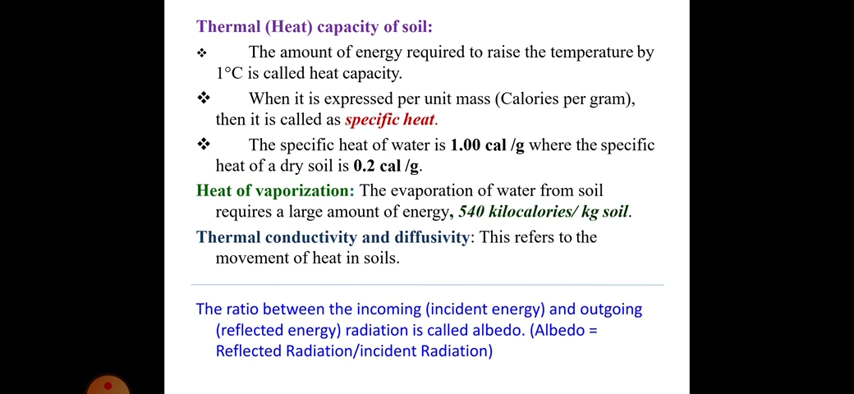 Thermal (Heat) capacity of soil:
❖ The amount of energy required to raise the temperature by
1°C is called heat capacity.
❖ When it is expressed per unit mass (Calories per gram),
then it is called as specific heat.
❖ The specific heat of water is 1.00 cal /g where the specific
heat of a dry soil is 0.2 cal /g.
Heat of vaporization: The evaporation of water from soil
requires a large amount of energy, 540 kilocalories/ kg soil.
Thermal conductivity and diffusivity: This refers to the
movement of heat in soils.
The ratio between the incoming (incident energy) and outgoing
(reflected energy) radiation is called albedo. (Albedo =
Reflected Radiation/incident Radiation)